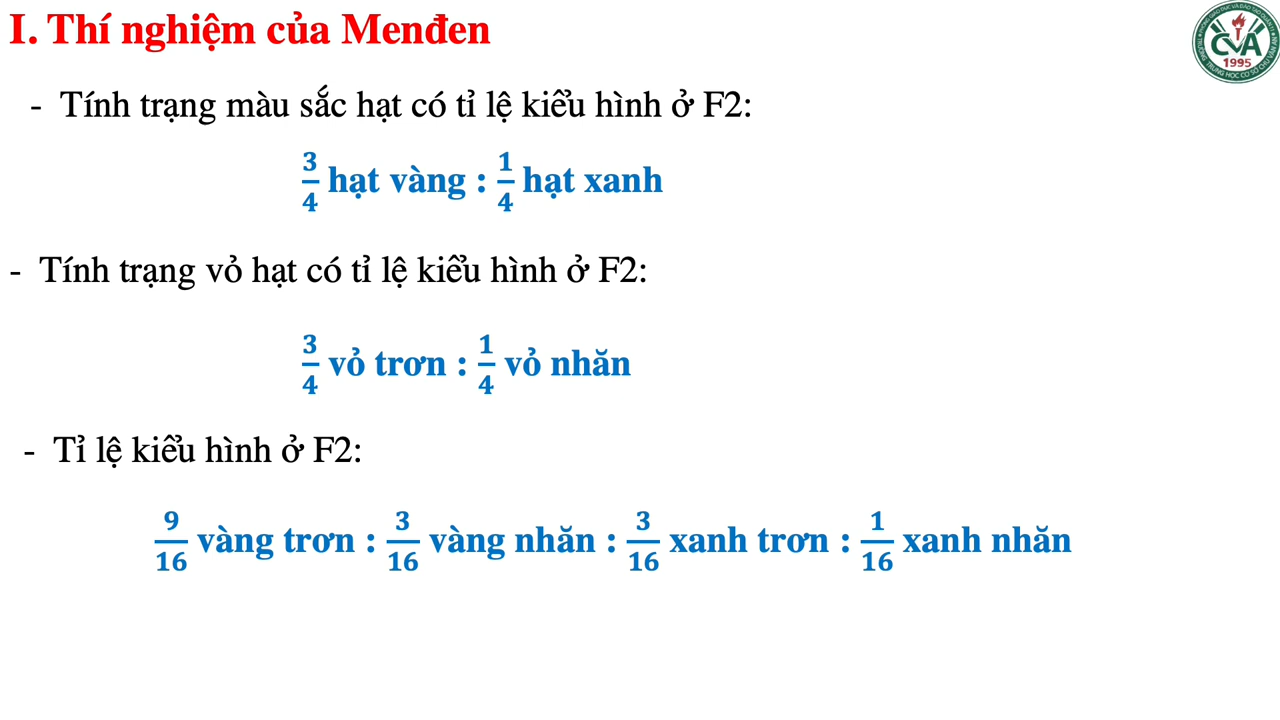 I. Thí nghiệm của Menđen
CVA
1995
- Tính trạng màu sắc hạt có tỉ lệ kiểu hình ở F2:
3/4 hạt vàng : 1/4 hạt xanh
- Tính trạng vỏ hạt có tỉ lệ kiểu hình ở F2:
3/4 vỏ trơn : 1/4 vỏ nhăn
- Tỉ lệ kiểu hình ở F2:
9/16 vàng trơn : 3/16 vàng nhăn : 3/16 xanh trơn : 1/16 xanh nhăn